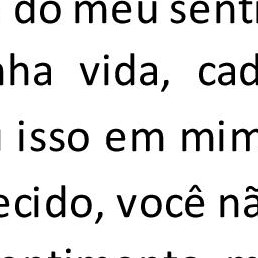 do meu senti
nha vida, cad
isso em mim
ecido, você nã